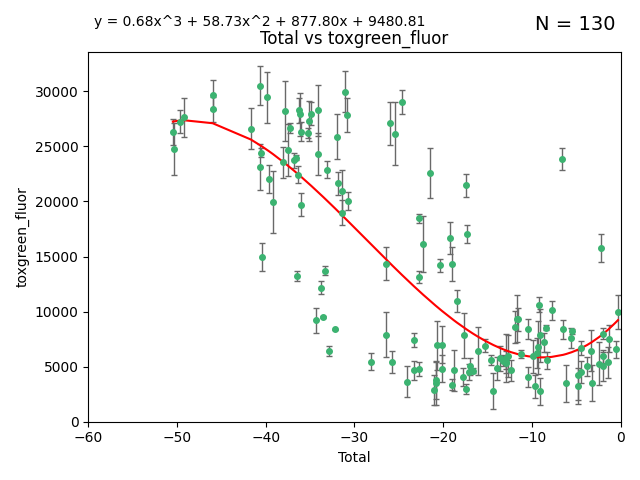 y = 0.68x^3 + 58.73x^2 + 877.80x + 9480.81
N = 130
Total vs toxgreen_fluor
toxgreen_fluor
30000
25000
20000
15000
10000
5000
0
−60
−50
−40
−30
−20
−10
0
Total